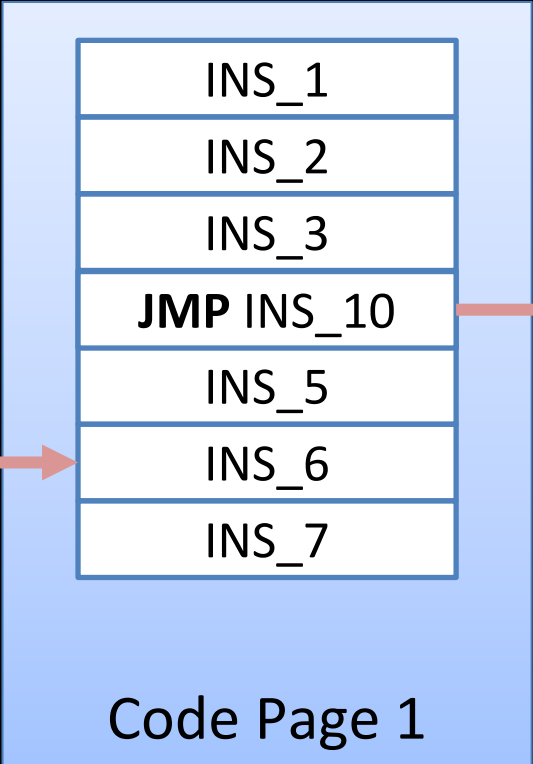 INS_1
INS_2
INS_3
JMP INS_10
INS_5
INS_6
INS_7
Code Page 1